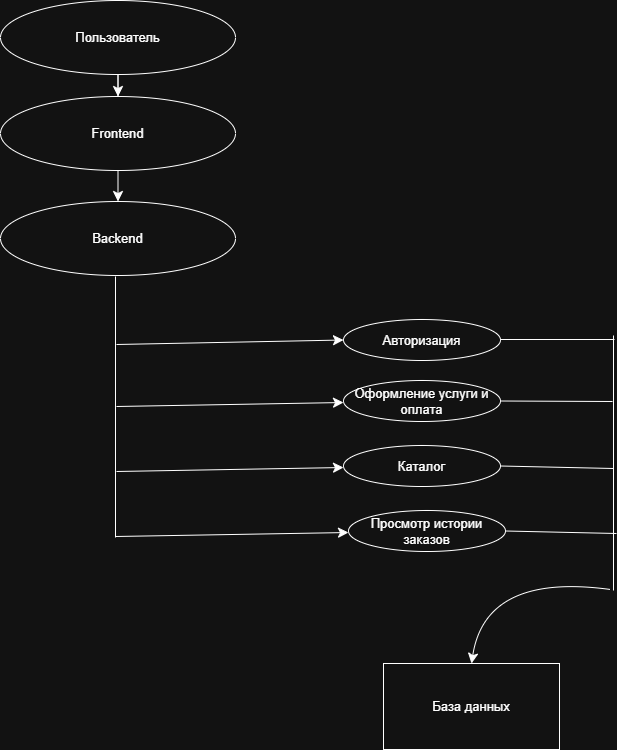 Пользователь
Frontend
Backend
Авторизация
Оформление услуги и
оплата
Каталог
Просмотр истории
заказов
База данных